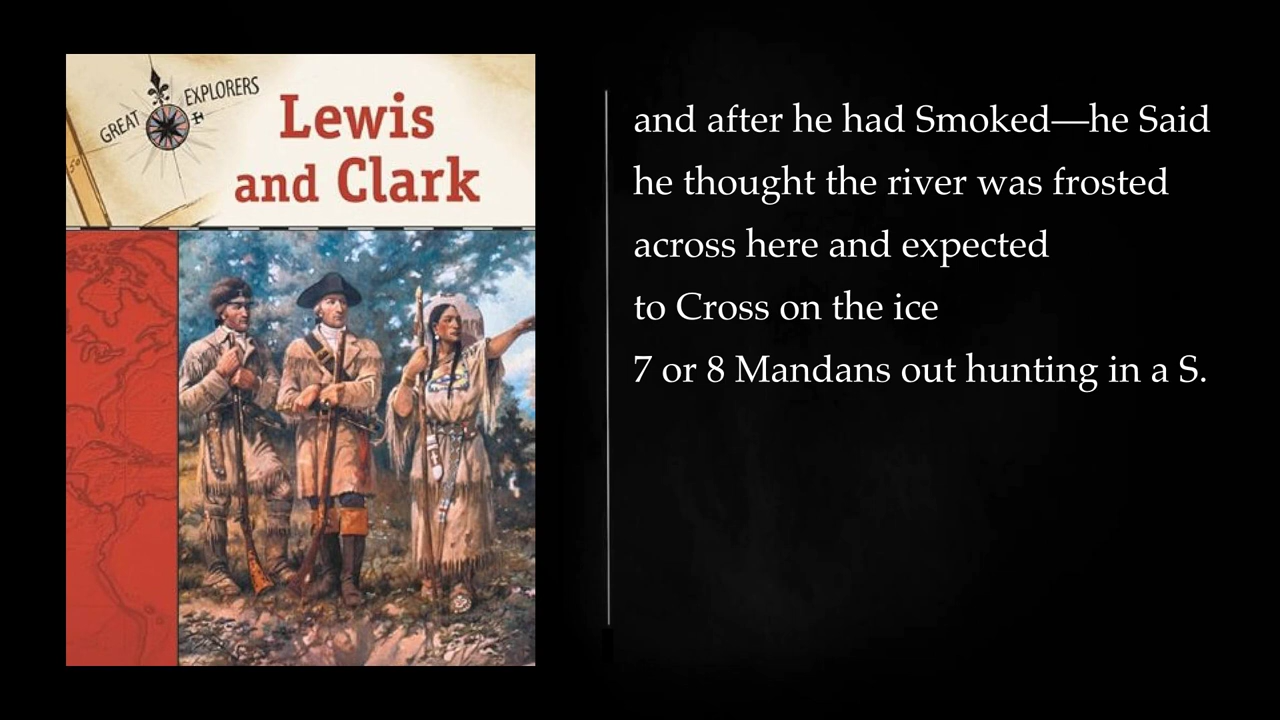 GREAT EXPLORERS
Lewis
and Clark
50
and after he had Smoked—he Said
he thought the river was frosted
across here and expected
to Cross on the ice
7 or 8 Mandans out hunting in a S.